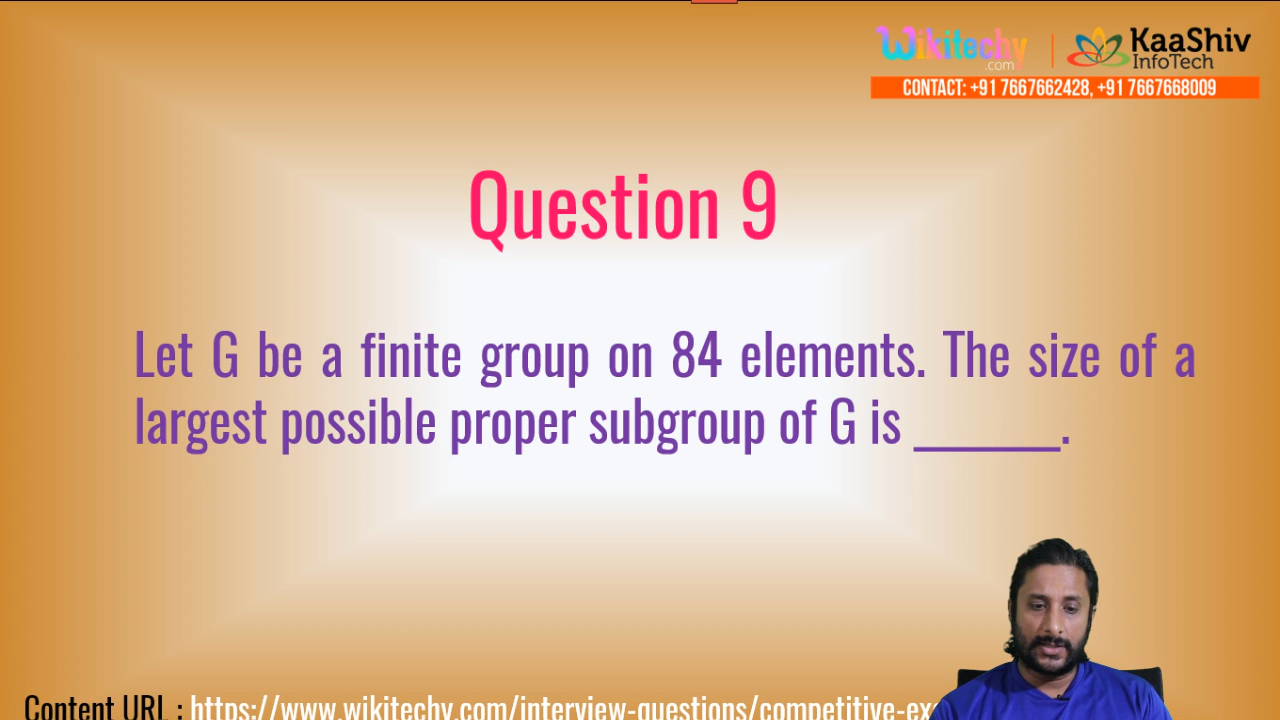 Wikitechy
.com
KaaShiv
InfoTech
CONTACT: +91 7667662428, +91 7667668009
Question 9
Let G be a finite group on 84 elements. The size of a
largest possible proper subgroup of G is ______.
Content URL : https://www.wikitechy.com/interview-questions/competitive-exa